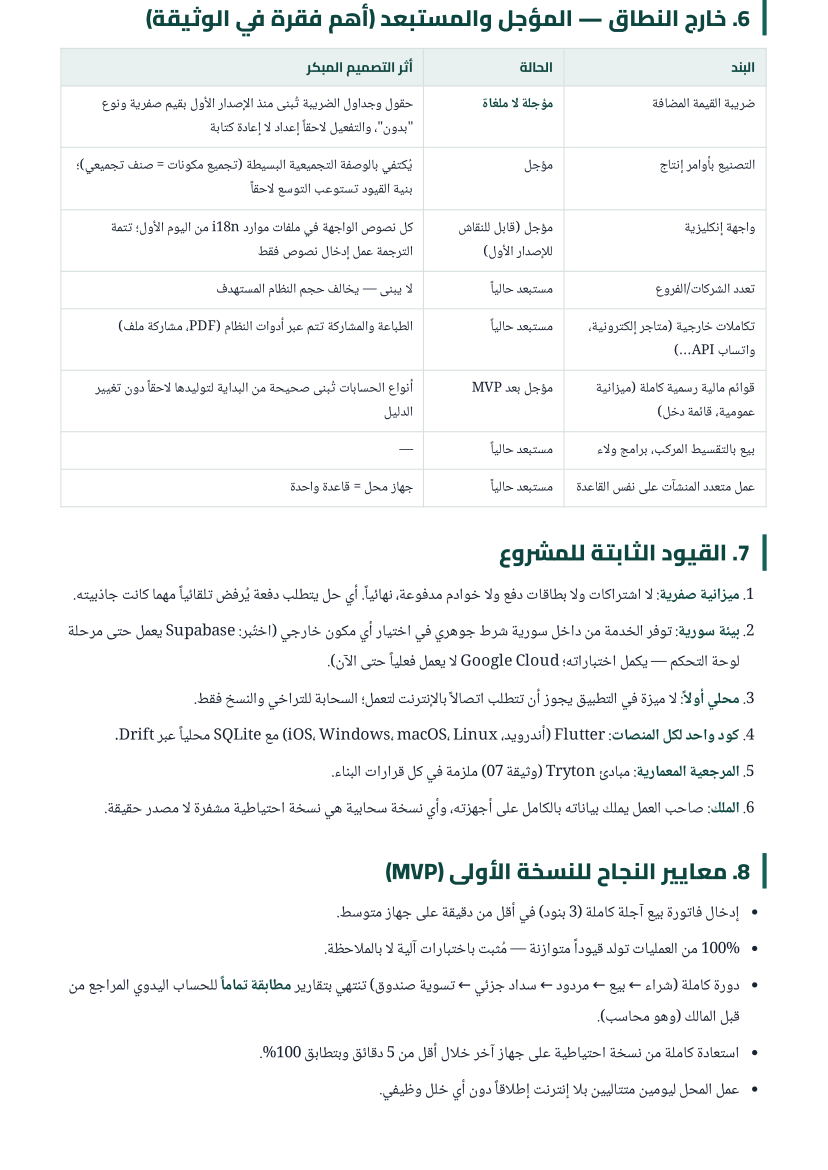 6. خارج النطاق — المؤجل والمستبعد (أهم فقرة في الوثيقة)
البند الحالة أثر التصميم المبكر
ضريبة القيمة المضافة مؤجلة لا ملغاة حقول وجداول الضريبة تُبنى منذ الإصدار الأول بقيم صفرية ونوع
"بدون"، والتفعيل لاحقاً إعداد لا إعادة كتابة
التصنيع بأوامر إنتاج مؤجل يُكتفي بالوصفة التجميعية البسيطة (تجميع مكونات = صنف تجميعي)؛
بنية القيود تستوعب التوسع لاحقاً
واجهة إنكليزية مؤجل (قابل للنقاش كل نصوص الواجهة في ملفات موارد i18n من اليوم الأول؛ تتمة
للإصدار الأول) الترجمة عمل إدخال نصوص فقط
تعدد الشركات/الفروع مستبعد حالياً لا يبنى — يخالف حجم النظام المستهدف
تكاملات خارجية (متاجر إلكترونية، مستبعد حالياً الطباعة والمشاركة تتم عبر أدوات النظام (PDF، مشاركة ملف)
واتساب API…)
قوائم مالية رسمية كاملة (ميزانية مؤجل بعد MVP أنواع الحسابات تُبنى صحيحة من البداية لتوليدها لاحقاً دون تغيير
عمومية، قائمة دخل) الدليل
بيع بالتقسيط المركب، برامج ولاء مستبعد حالياً —
عمل متعدد المنشآت على نفس القاعدة مستبعد حالياً جهاز محل = قاعدة واحدة
7. القيود الثابتة للمشروع
1. ميزانية صفرية: لا اشتراكات ولا بطاقات دفع ولا خوادم مدفوعة، نهائياً. أي حل يتطلب دفعة يُرفض تلقائياً مهما كانت جاذبيته.
2. بيئة سورية: توفر الخدمة من داخل سورية شرط جوهري في اختيار أي مكون خارجي (اختُبر: Supabase يعمل حتى مرحلة
لوحة التحكم — يكمل اختباراته؛ Google Cloud لا يعمل فعلياً حتى الآن).
3. محلي أولاً: لا ميزة في التطبيق يجوز أن تتطلب اتصالاً بالإنترنت لتعمل؛ السحابة للتراخي والنسخ فقط.
4. كود واحد لكل المنصات: Flutter (أندرويد، iOS، Windows، macOS، Linux) مع SQLite محلياً عبر Drift.
5. المرجعية المعمارية: مبادئ Tryton (وثيقة 07) ملزمة في كل قرارات البناء.
6. الملك: صاحب العمل يملك بياناته بالكامل على أجهزته، وأي نسخة سحابية هي نسخة احتياطية مشفرة لا مصدر حقيقة.
8. معايير النجاح للنسخة الأولى (MVP)
• إدخال فاتورة بيع آجلة كاملة (3 بنود) في أقل من دقيقة على جهاز متوسط.
• 100% من العمليات تولد قيوداً متوازنة — مُثبت باختبارات آلية لا بالملاحظة.
• دورة كاملة (شراء ← بيع ← مردود ← سداد جزئي ← تسوية صندوق) تنتهي بتقارير مطابقة تماماً للحساب اليدوي المراجع من
قبل المالك (وهو محاسب).
• استعادة كاملة من نسخة احتياطية على جهاز آخر خلال أقل من 5 دقائق وبتطابق 100%.
• عمل المحل ليومين متتاليين بلا إنترنت إطلاقاً دون أي خلل وظيفي.